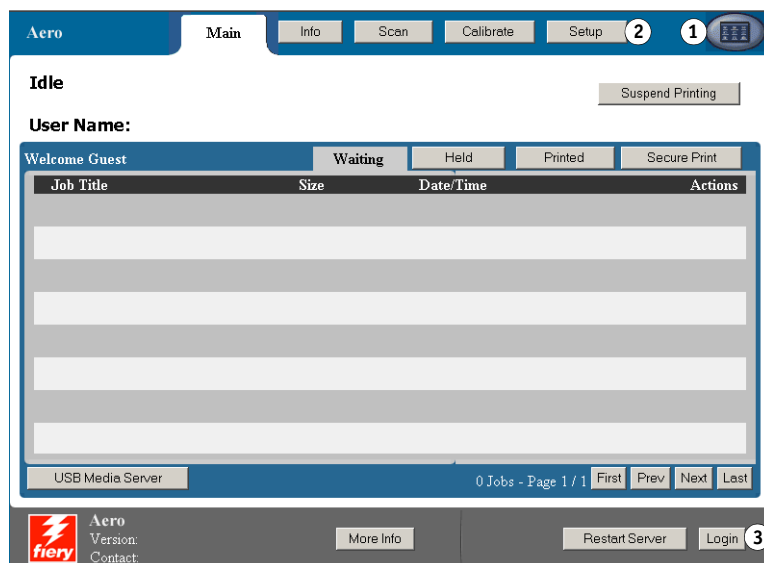 Aero Main Info Scan Calibrate Setup 2 1
Idle
Suspend Printing
User Name:
Welcome Guest Waiting Held Printed Secure Print
Job Title Size Date/Time Actions
USB Media Server 0 Jobs - Page 1 / 1 First Prev Next Last
Aero
Version: More Info Restart Server Login 3
fiery Contact: